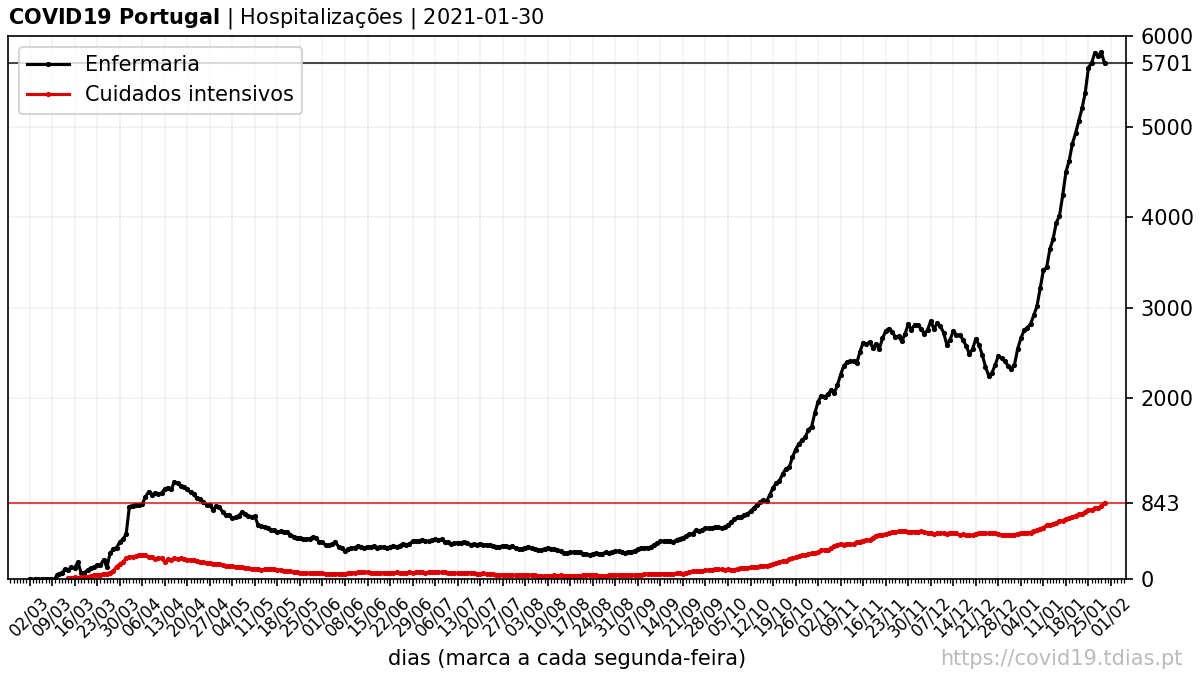 COVID19 Portugal | Hospitalizações | 2021-01-30
Enfermaria
Cuidados intensivos
6000
5701
5000
4000
3000
2000
843
0
02/03 09/03 16/03 23/03 30/03 06/04 13/04 20/04 27/04 04/05 11/05 18/05 25/05 01/06 08/06 15/06 22/06 29/06 06/07 13/07 20/07 27/07 03/08 10/08 17/08 24/08 31/08 07/09 14/09 21/09 28/09 05/10 12/10 19/10 26/10 02/11 09/11 16/11 23/11 30/11 07/12 14/12 21/12 28/12 04/01 11/01 18/01 25/01 01/02
dias (marca a cada segunda-feira)
https://covid19.tdias.pt